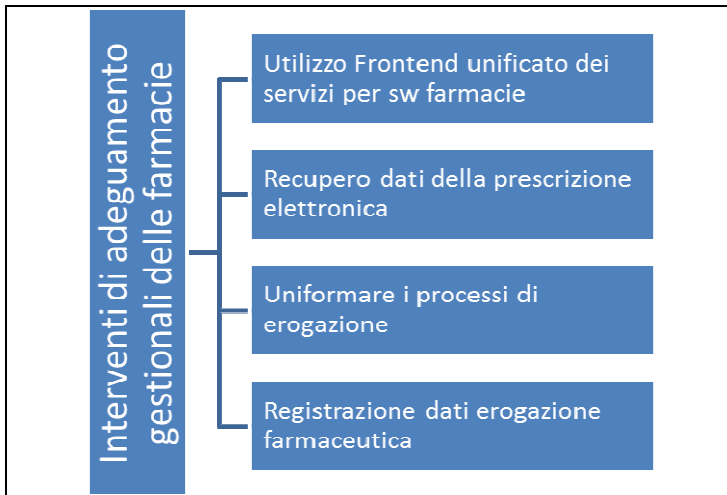 Interventi di adeguamento
gestionali delle farmacie
Utilizzo Frontend unificato dei
servizi per sw farmacie
Recupero dati della prescrizione
elettronica
Uniformare i processi di
erogazione
Registrazione dati erogazione
farmaceutica